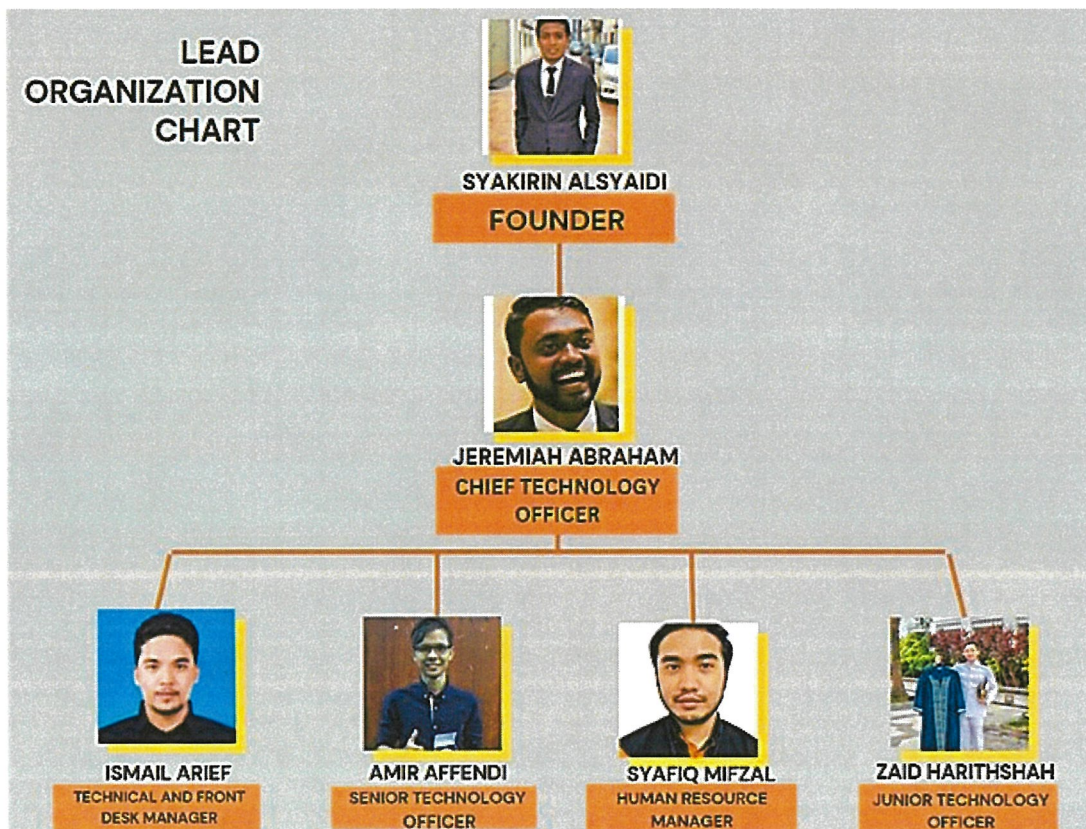 LEAD
ORGANIZATION
CHART
SYAKIRIN ALSYAIDI
FOUNDER
JEREMIAH ABRAHAM
CHIEF TECHNOLOGY
OFFICER
ISMAIL ARIEF
TECHNICAL AND FRONT
DESK MANAGER
AMIR AFFENDI
SENIOR TECHNOLOGY
OFFICER
SYAFIQ MIFZAL
HUMAN RESOURCE
MANAGER
ZAID HARITHSHAH
JUNIOR TECHNOLOGY
OFFICER